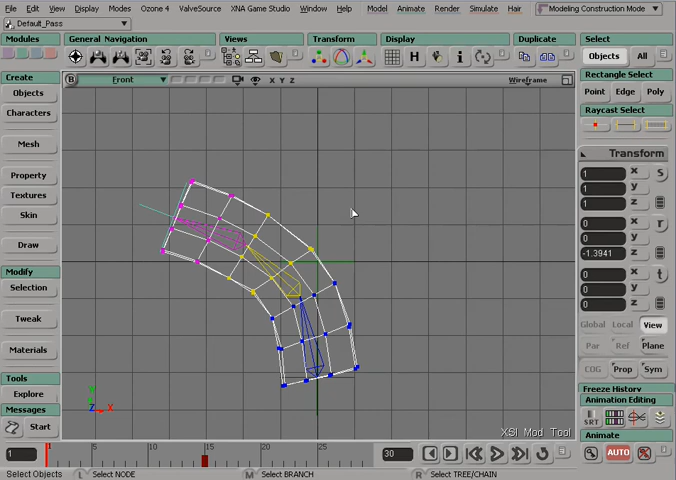 File Edit View Display Modes Ozone 4 ValveSource XNA Game Studio Window Help Model Animate Render Simulate Hair Modeling Construction Mode
Default_Pass
Modules General Navigation Views Transform Display Duplicate Select
Objects All
Create Rectangle Select
Objects B Front X Y Z Wireframe Point Edge Poly
Characters Raycast Select
Mesh
Transform
Property 1 x S
1 y
Textures 1 z
Skin 0 x r
0 y
Draw -1.3941 z
Modify 0 x t
0 y
Selection 0 z
Tweak Global Local View
Par Ref Plane
Materials COG Prop Sym
Tools Freeze History
Explore Animation Editing
Messages Y Z X SRT
Start XSI Mod Tool Animate
1 1 5 10 15 20 25 30 30 AUTO
Select Objects L Select NODE M Select BRANCH R Select TREE/CHAIN